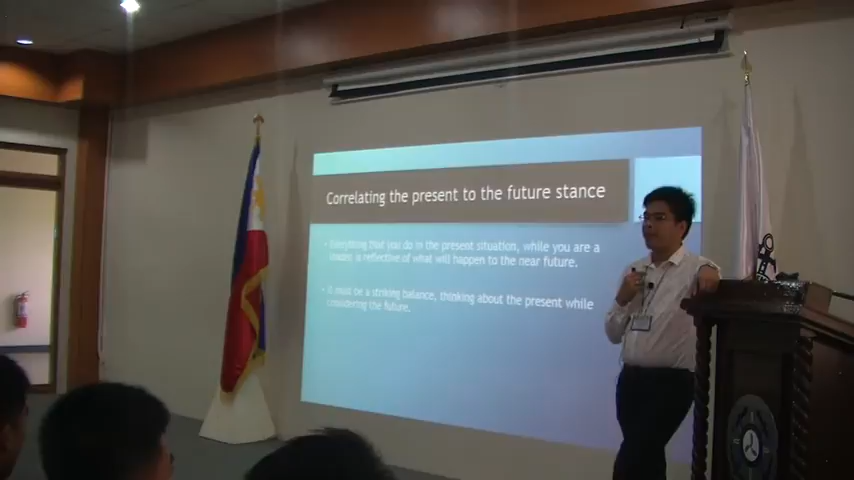 Correlating the present to the future stance
• Everything that you do in the present situation, while you are a
leader, is reflective of what will happen to the near future.
• It must be a striking balance, thinking about the present while
considering the future.